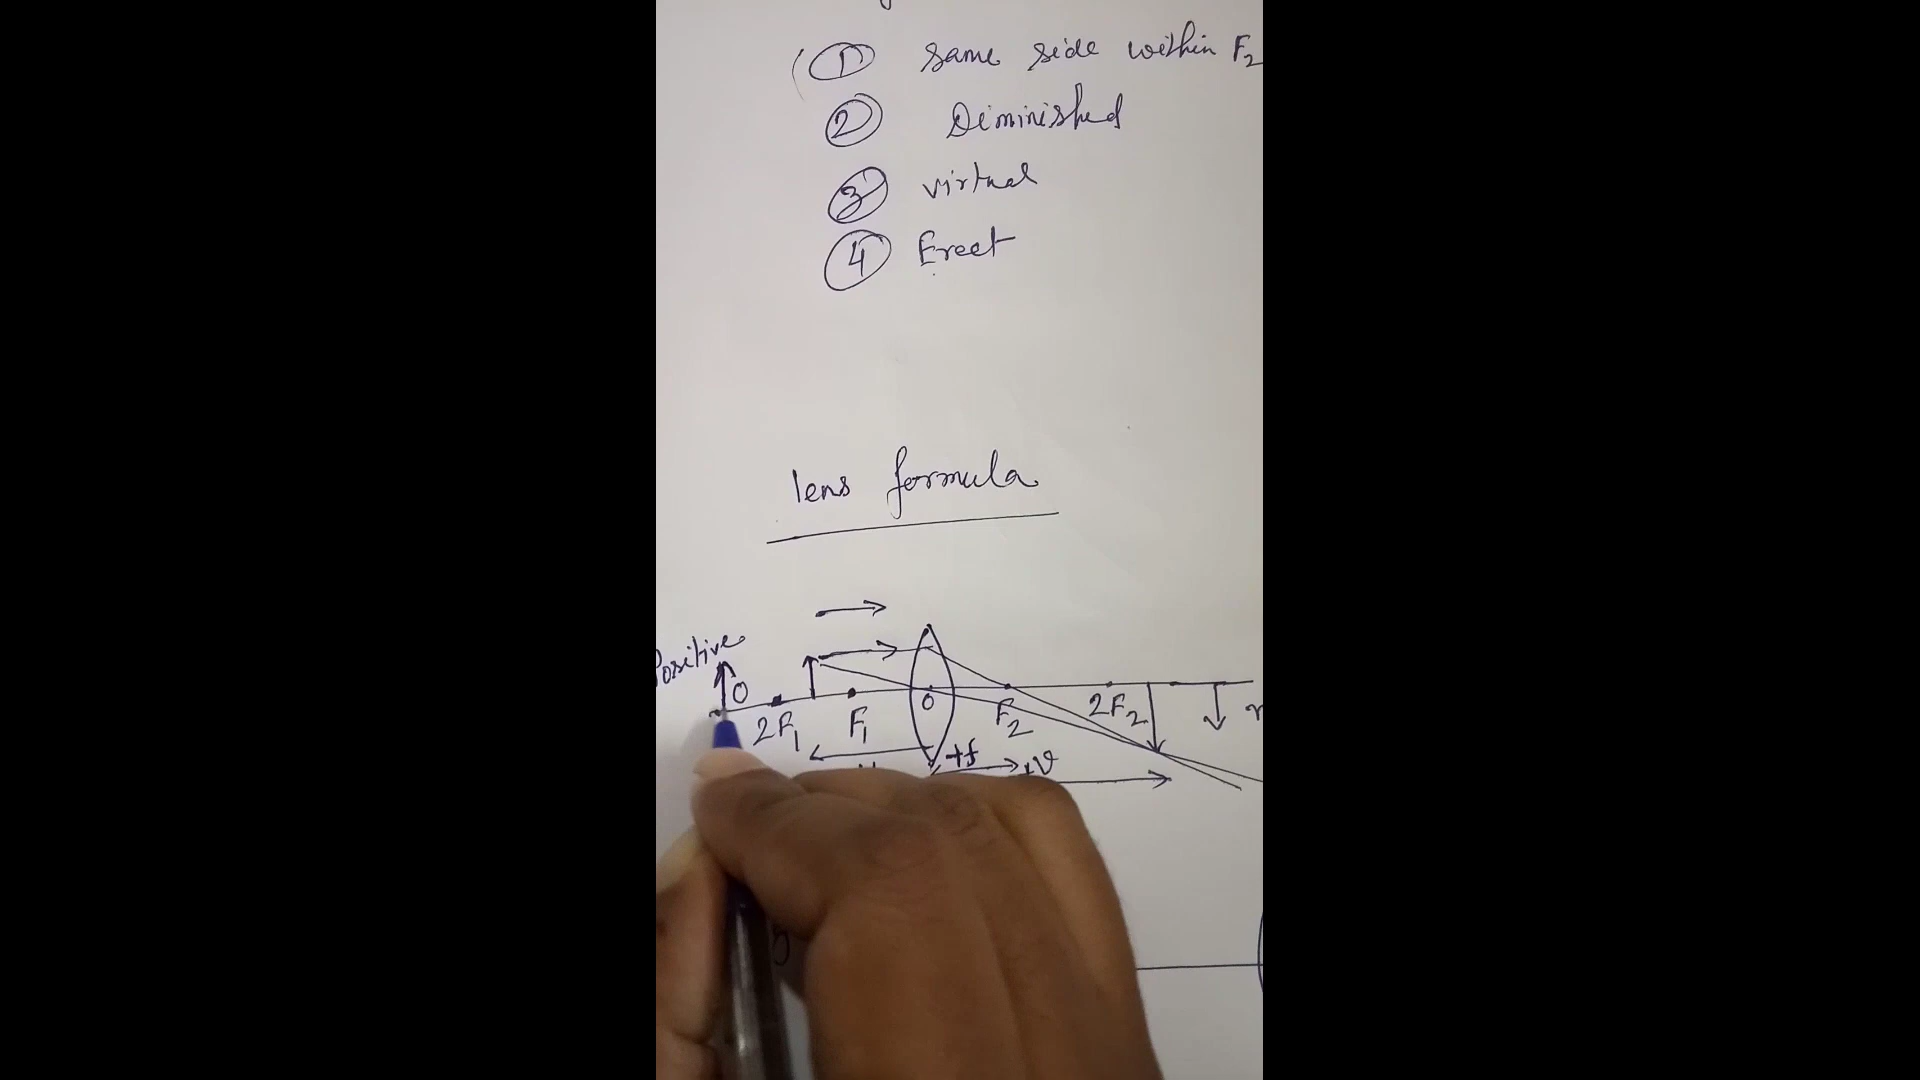 ① same side within F2
② Diminished
③ virtual
④ Erect
lens formula
Positive
O
2F1 F1 O F2 2F2
+f +v